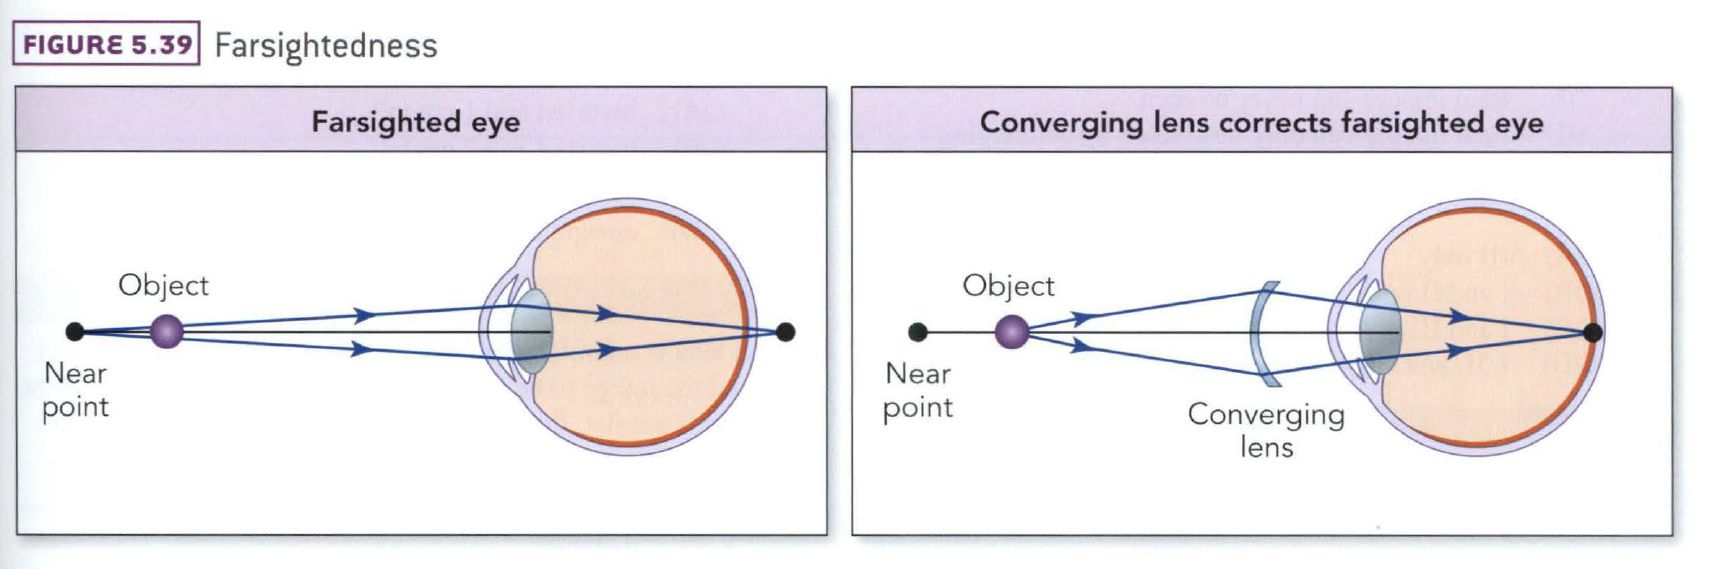 FIGURE 5.39 Farsightedness
Farsighted eye
Object
Near
point
Converging lens corrects farsighted eye
Object
Near
point
Converging
lens